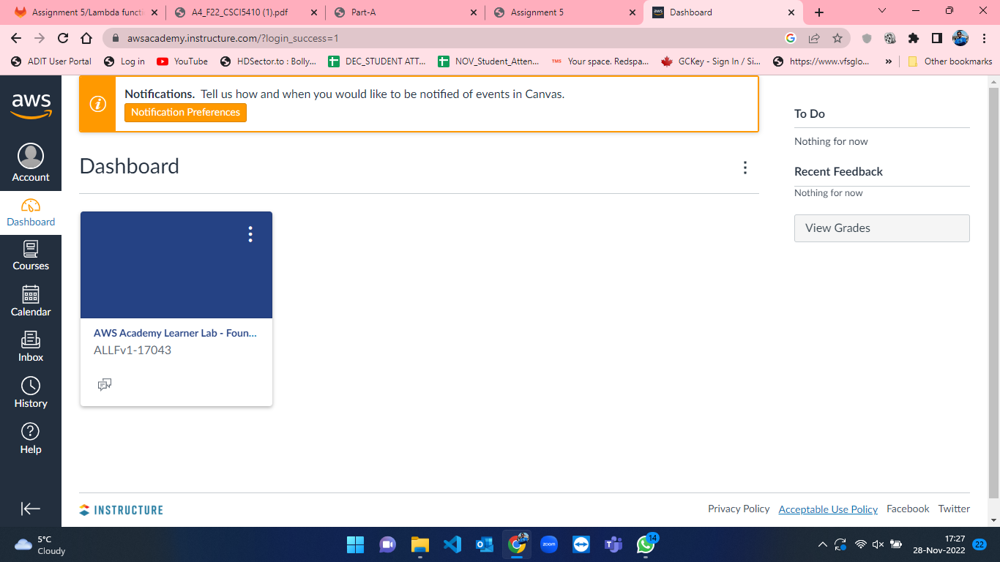 Assignment 5/Lambda functi
A4_F22_CSCI5410 (1).pdf
Part-A
Assignment 5
Dashboard
awsacademy.instructure.com/?login_success=1
ADIT User Portal
Log in
YouTube
HDSector.to : Bolly...
DEC_STUDENT ATT...
NOV_Student_Atten...
TMS
Your space. Redspa...
GCKey - Sign In / Si...
https://www.vfsglo...
»
Other bookmarks
aws
Account
Dashboard
Courses
Calendar
Inbox
History
Help
Notifications. Tell us how and when you would like to be notified of events in Canvas.
Notification Preferences
Dashboard
AWS Academy Learner Lab - Foun...
ALLFv1-17043
To Do
Nothing for now
Recent Feedback
Nothing for now
View Grades
INSTRUCTURE
Privacy Policy
Acceptable Use Policy
Facebook
Twitter
5°C
Cloudy
zoom
14
17:27
28-Nov-2022
22